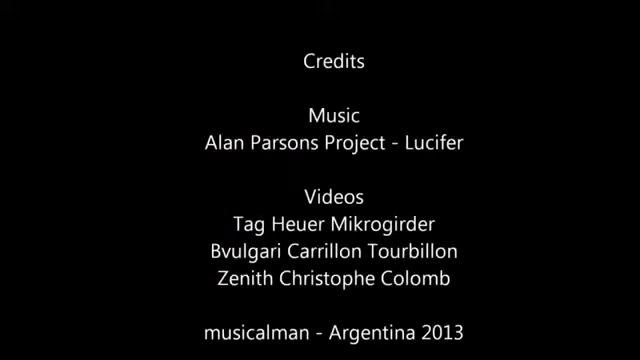 Credits
Music
Alan Parsons Project - Lucifer
Videos
Tag Heuer Mikrogirder
Bvulgari Carrillon Tourbillon
Zenith Christophe Colomb
musicalman - Argentina 2013